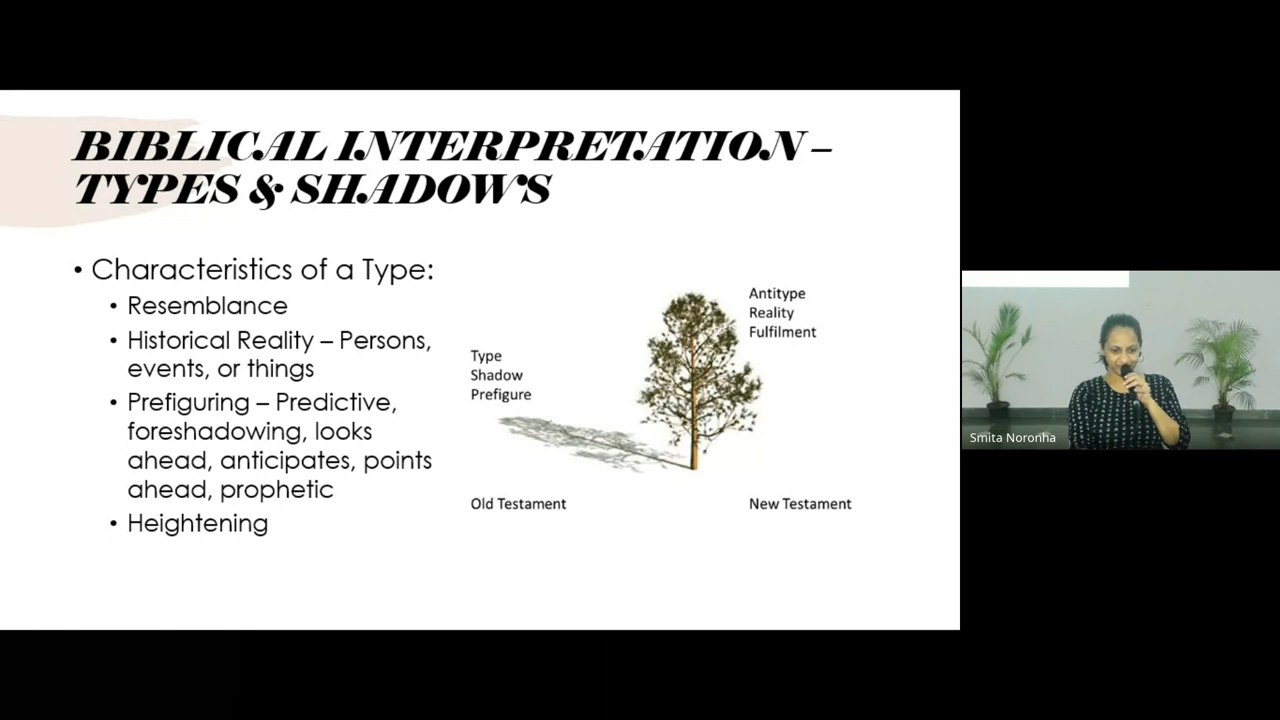 BIBLICAL INTERPRETATION –
TYPES & SHADOWS
• Characteristics of a Type:
• Resemblance
• Historical Reality – Persons,
events, or things
• Prefiguring – Predictive,
foreshadowing, looks
ahead, anticipates, points
ahead, prophetic
• Heightening
Type
Shadow
Prefigure
Antitype
Reality
Fulfilment
Old Testament
New Testament
Smita Noronha